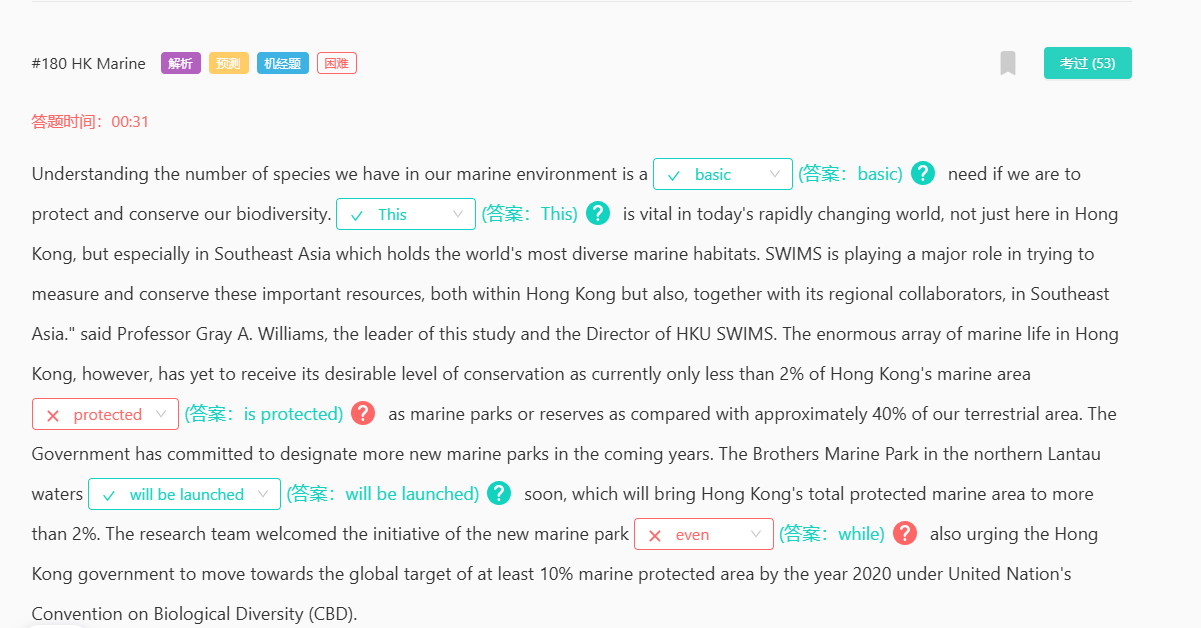 #180 HK Marine 解析 预测 机经题 困难 考过 (53)
答题时间：00:31
Understanding the number of species we have in our marine environment is a basic (答案：basic) ? need if we are to
protect and conserve our biodiversity. This (答案：This) ? is vital in today's rapidly changing world, not just here in Hong
Kong, but especially in Southeast Asia which holds the world's most diverse marine habitats. SWIMS is playing a major role in trying to
measure and conserve these important resources, both within Hong Kong but also, together with its regional collaborators, in Southeast
Asia." said Professor Gray A. Williams, the leader of this study and the Director of HKU SWIMS. The enormous array of marine life in Hong
Kong, however, has yet to receive its desirable level of conservation as currently only less than 2% of Hong Kong's marine area
protected (答案：is protected) ? as marine parks or reserves as compared with approximately 40% of our terrestrial area. The
Government has committed to designate more new marine parks in the coming years. The Brothers Marine Park in the northern Lantau
waters will be launched (答案：will be launched) ? soon, which will bring Hong Kong's total protected marine area to more
than 2%. The research team welcomed the initiative of the new marine park even (答案：while) ? also urging the Hong
Kong government to move towards the global target of at least 10% marine protected area by the year 2020 under United Nation's
Convention on Biological Diversity (CBD).